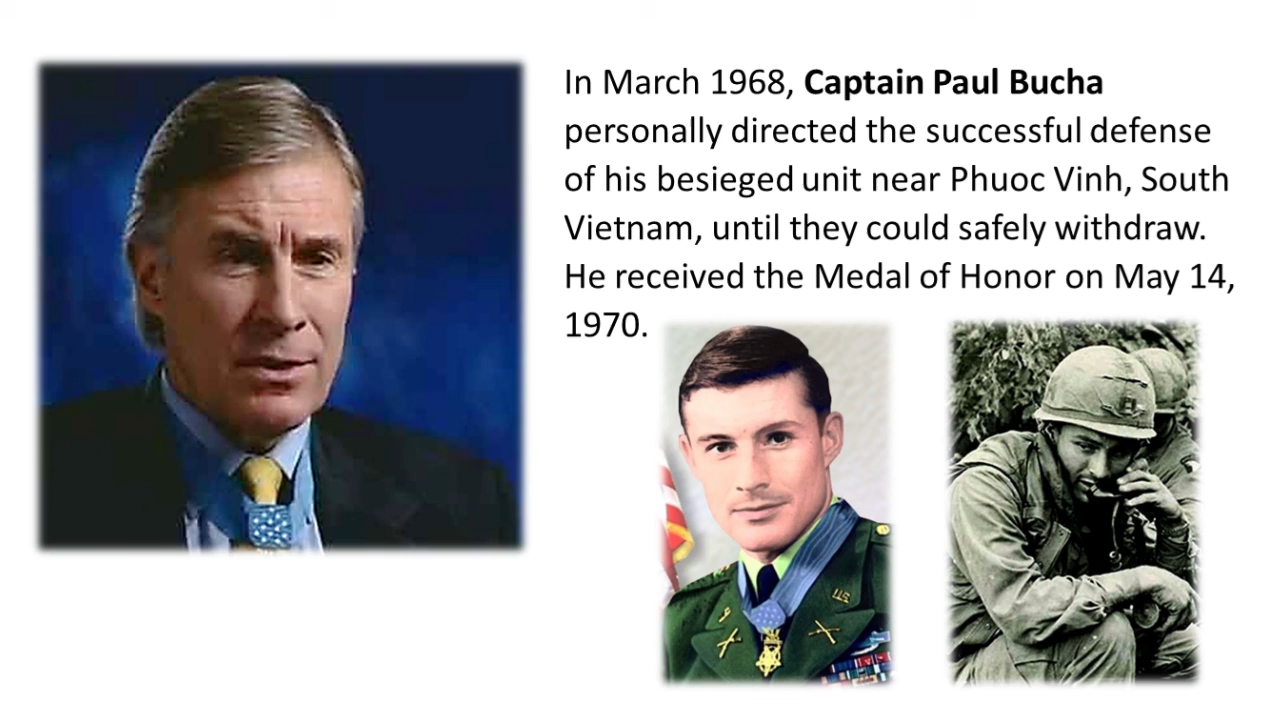 In March 1968, Captain Paul Bucha
personally directed the successful defense
of his besieged unit near Phuoc Vinh, South
Vietnam, until they could safely withdraw.
He received the Medal of Honor on May 14,
1970.